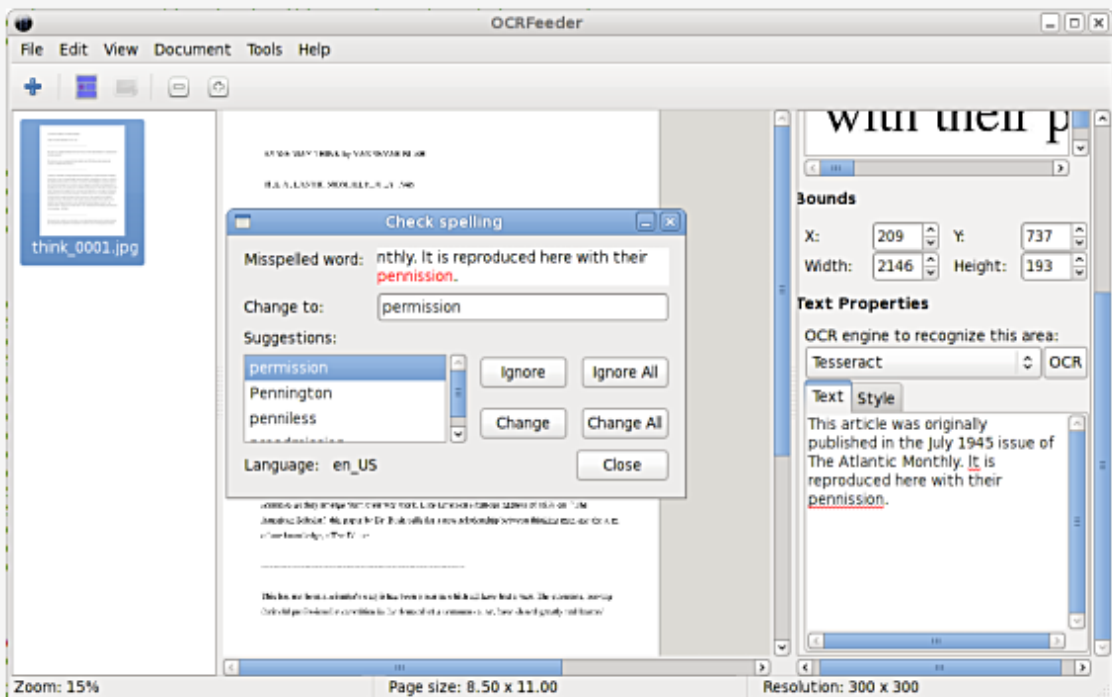 OCRFeeder
File Edit View Document Tools Help
think_0001.jpg
with their p
Bounds
X: 209 Y: 737
Width: 2146 Height: 193
Text Properties
OCR engine to recognize this area:
Tesseract OCR
Text Style
This article was originally
published in the July 1945 issue of
The Atlantic Monthly. It is
reproduced here with their
pennission.
Check spelling
Misspelled word: nthly. It is reproduced here with their
pennission.
Change to: permission
Suggestions:
permission
Pennington
penniless
Ignore Ignore All
Change Change All
Language: en_US
Close
Zoom: 15% Page size: 8.50 x 11.00 Resolution: 300 x 300